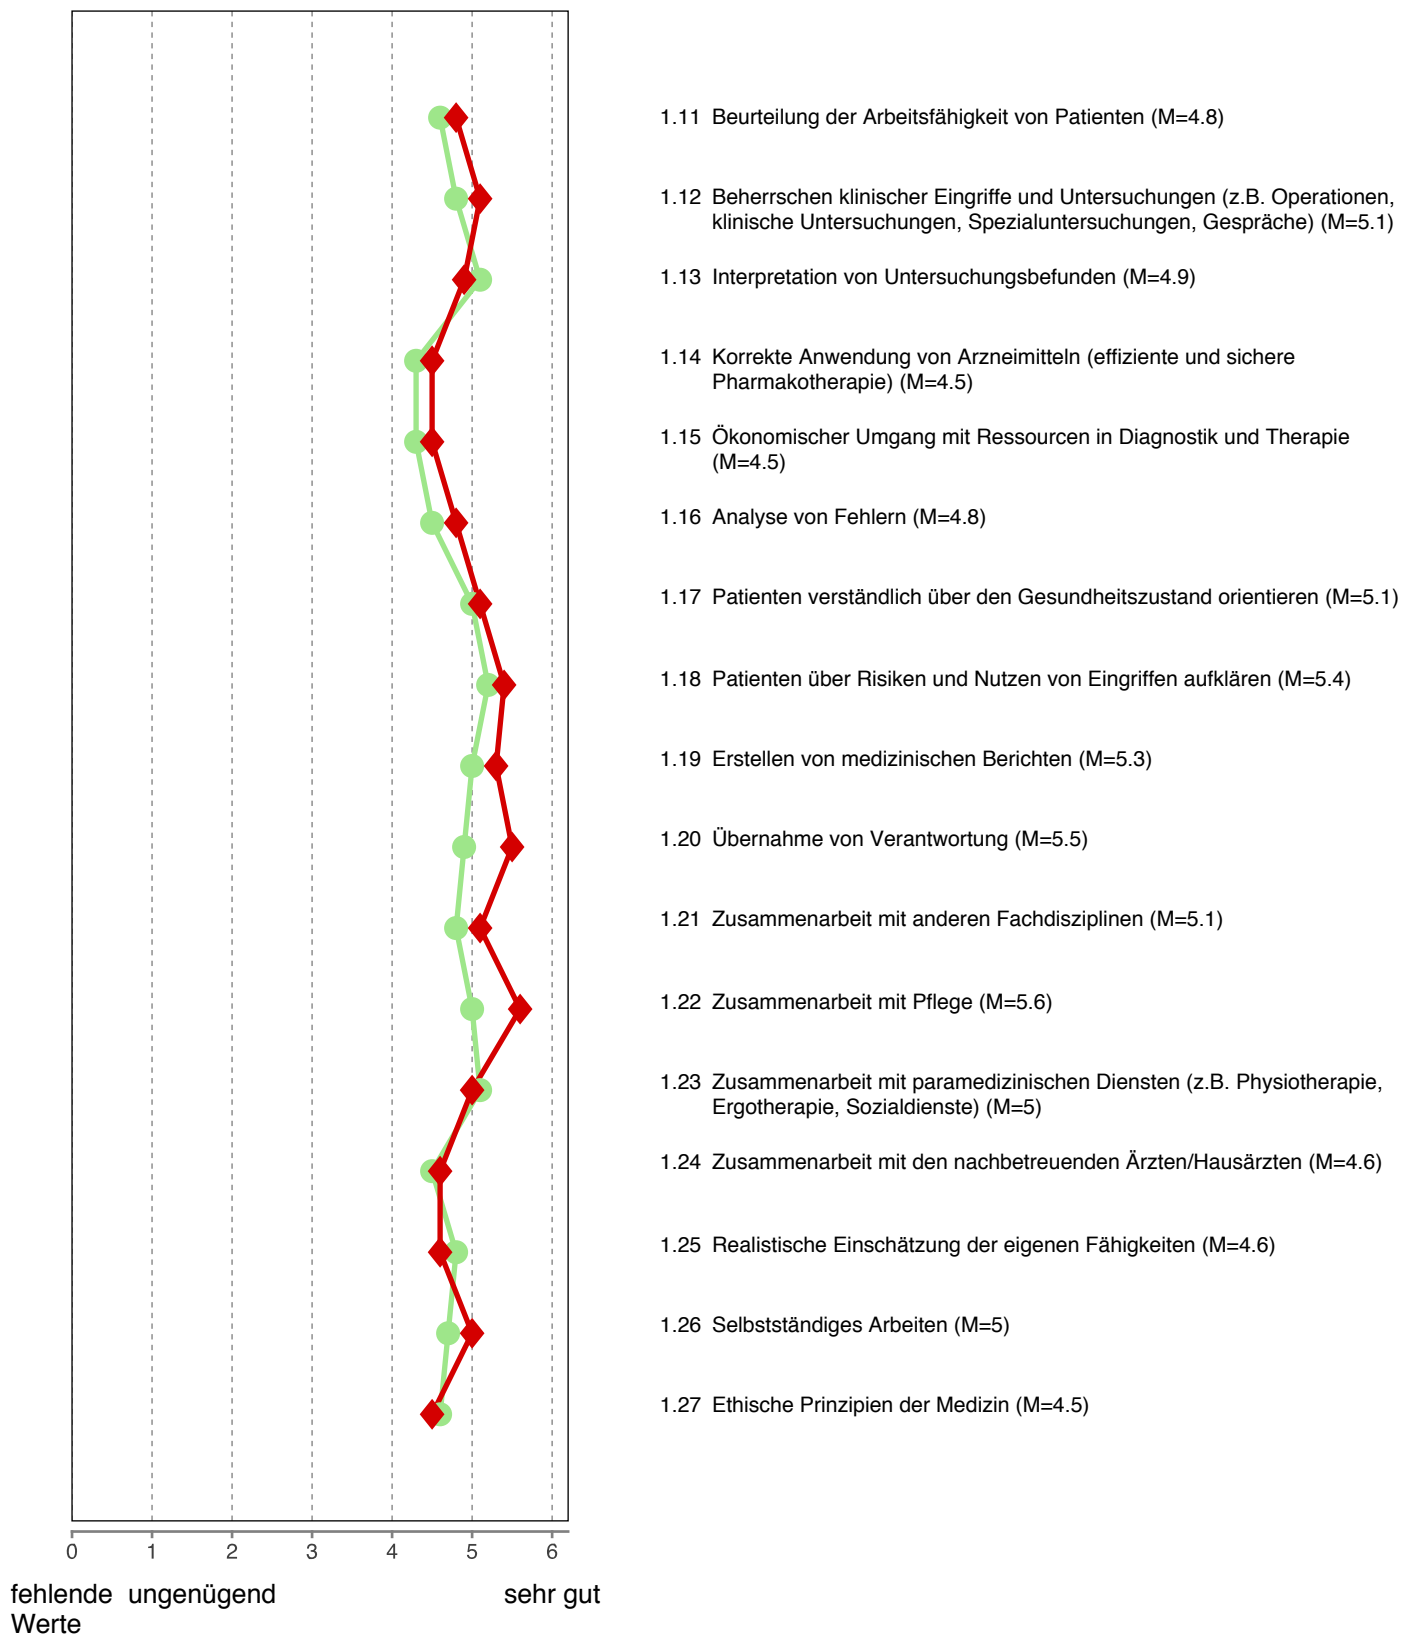 1.11 Beurteilung der Arbeitsfähigkeit von Patienten (M=4.8)
1.12 Beherrschen klinischer Eingriffe und Untersuchungen (z.B. Operationen,
klinische Untersuchungen, Spezialuntersuchungen, Gespräche) (M=5.1)
1.13 Interpretation von Untersuchungsbefunden (M=4.9)
1.14 Korrekte Anwendung von Arzneimitteln (effiziente und sichere
Pharmakotherapie) (M=4.5)
1.15 Ökonomischer Umgang mit Ressourcen in Diagnostik und Therapie
(M=4.5)
1.16 Analyse von Fehlern (M=4.8)
1.17 Patienten verständlich über den Gesundheitszustand orientieren (M=5.1)
1.18 Patienten über Risiken und Nutzen von Eingriffen aufklären (M=5.4)
1.19 Erstellen von medizinischen Berichten (M=5.3)
1.20 Übernahme von Verantwortung (M=5.5)
1.21 Zusammenarbeit mit anderen Fachdisziplinen (M=5.1)
1.22 Zusammenarbeit mit Pflege (M=5.6)
1.23 Zusammenarbeit mit paramedizinischen Diensten (z.B. Physiotherapie,
Ergotherapie, Sozialdienste) (M=5)
1.24 Zusammenarbeit mit den nachbetreuenden Ärzten/Hausärzten (M=4.6)
1.25 Realistische Einschätzung der eigenen Fähigkeiten (M=4.6)
1.26 Selbstständiges Arbeiten (M=5)
1.27 Ethische Prinzipien der Medizin (M=4.5)
0 1 2 3 4 5 6
fehlende ungenügend sehr gut
Werte